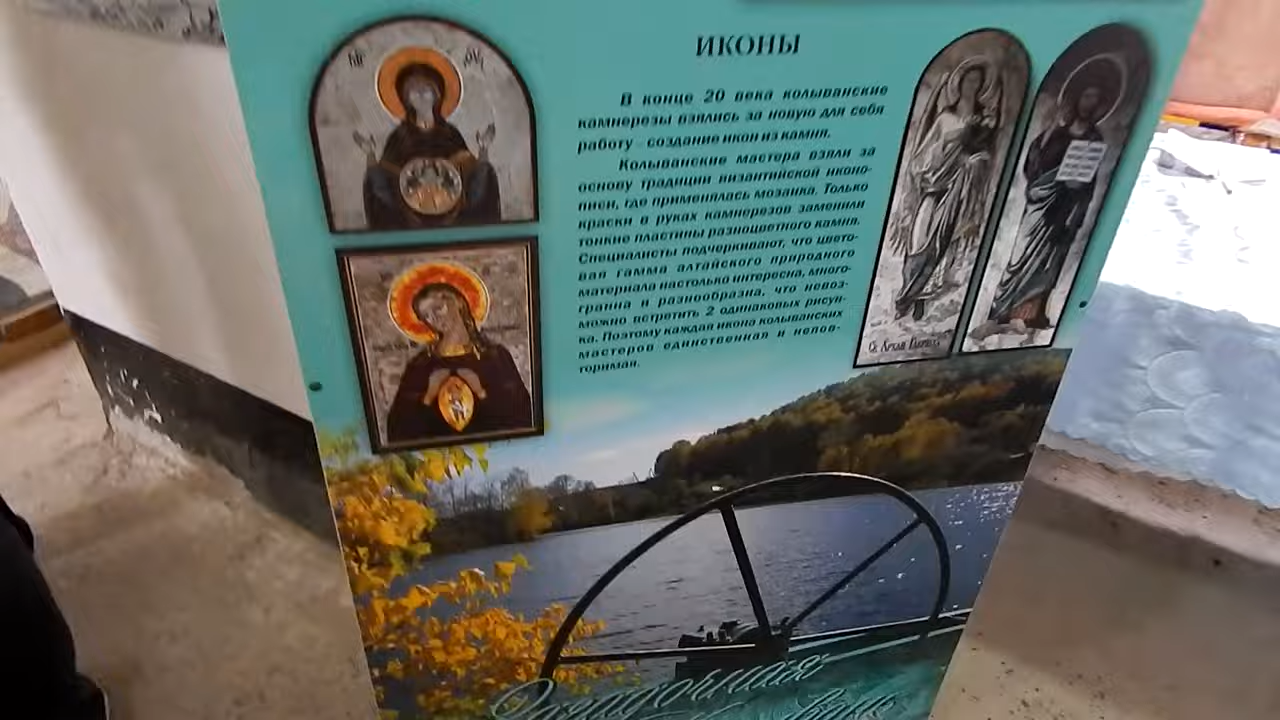 ИКОНЫ
В конце 20 века колыванские
камнерезы взялись за новую для себя
работу - создание икон из камня.
Колыванские мастера взяли за
основу традиции византийской иконо-
писи, где применялась мозаика. Только
краски в руках камнерезов заменили
тонкие пластины разноцветного камня.
Специалисты подчеркивают, что цвето-
вая гамма алтайского природного
материала настолько интересна, много-
гранна и разнообразна, что невоз-
можно встретить 2 одинаковых рисун-
ка. Поэтому каждая икона колыванских
мастеров единственная и непов-
торимая.